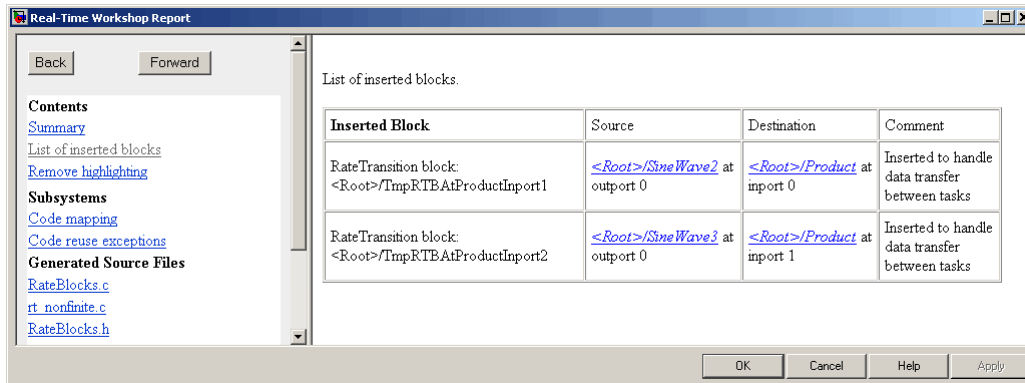 Real-Time Workshop Report
Back Forward
Contents
Summary
List of inserted blocks
Remove highlighting
Subsystems
Code mapping
Code reuse exceptions
Generated Source Files
RateBlocks.c
rt_nonfinite.c
RateBlocks.h
List of inserted blocks.
Inserted Block Source Destination Comment
RateTransition block: <Root>/SineWave2 at <Root>/Product at Inserted to handle
<Root>/TmpRTBAtProductInport1 outport 0 inport 0 data transfer
between tasks
RateTransition block: <Root>/SineWave3 at <Root>/Product at Inserted to handle
<Root>/TmpRTBAtProductInport2 outport 0 inport 1 data transfer
between tasks
OK Cancel Help Apply